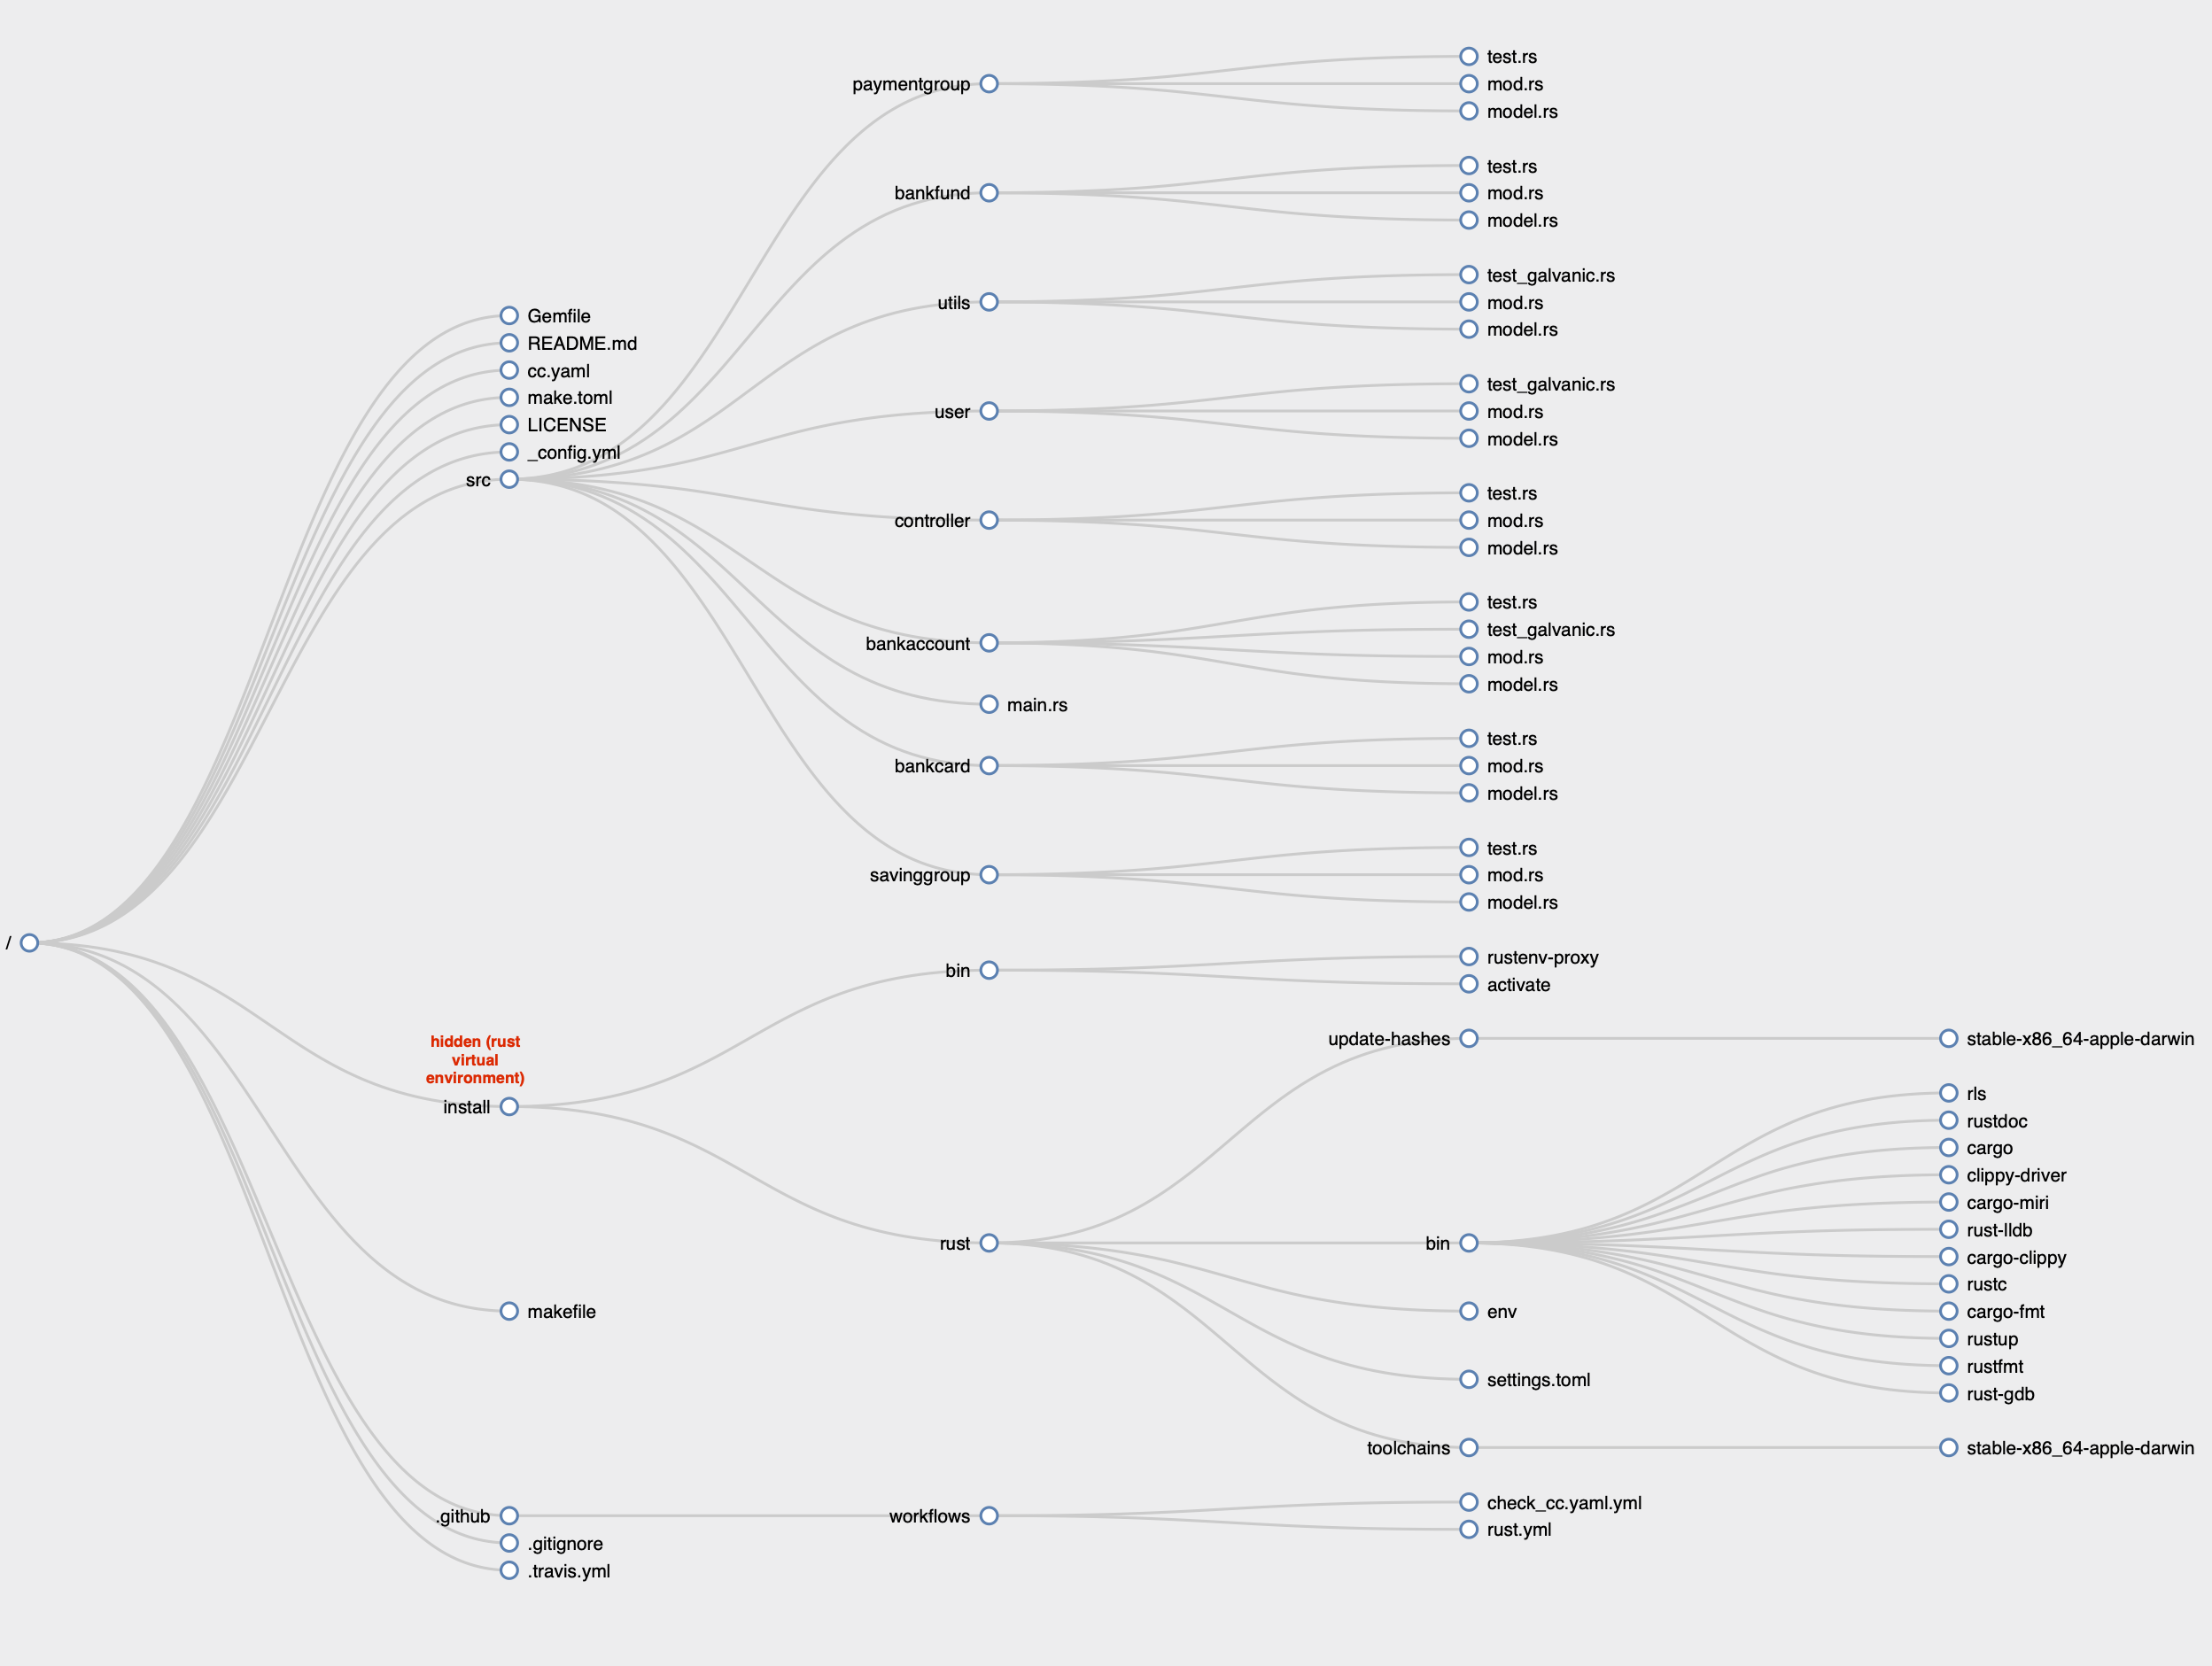 /
Gemfile
README.md
cc.yaml
make.toml
LICENSE
_config.yml
src
paymentgroup
test.rs
mod.rs
model.rs
bankfund
test.rs
mod.rs
model.rs
utils
test_galvanic.rs
mod.rs
model.rs
user
test_galvanic.rs
mod.rs
model.rs
controller
test.rs
mod.rs
model.rs
bankaccount
test.rs
test_galvanic.rs
mod.rs
model.rs
main.rs
bankcard
test.rs
mod.rs
model.rs
savinggroup
test.rs
mod.rs
model.rs
hidden (rust
virtual
environment)
install
bin
rustenv-proxy
activate
rust
update-hashes
stable-x86_64-apple-darwin
bin
rls
rustdoc
cargo
clippy-driver
cargo-miri
rust-lldb
cargo-clippy
rustc
cargo-fmt
rustup
rustfmt
rust-gdb
env
settings.toml
toolchains
stable-x86_64-apple-darwin
makefile
.github
workflows
check_cc.yaml.yml
rust.yml
.gitignore
.travis.yml